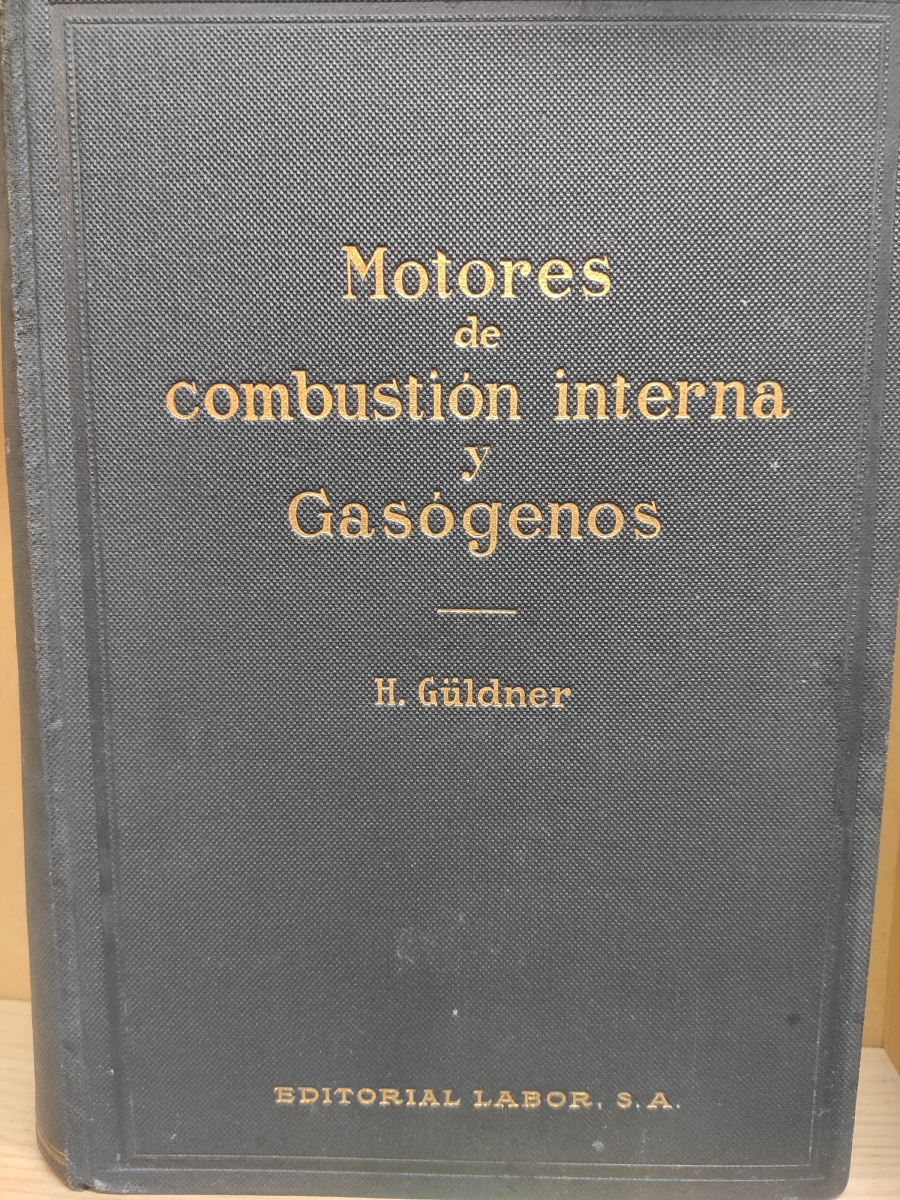 Motores
de
combustión interna
y
Gasógenos
H. Güldner
EDITORIAL LABOR, S. A.